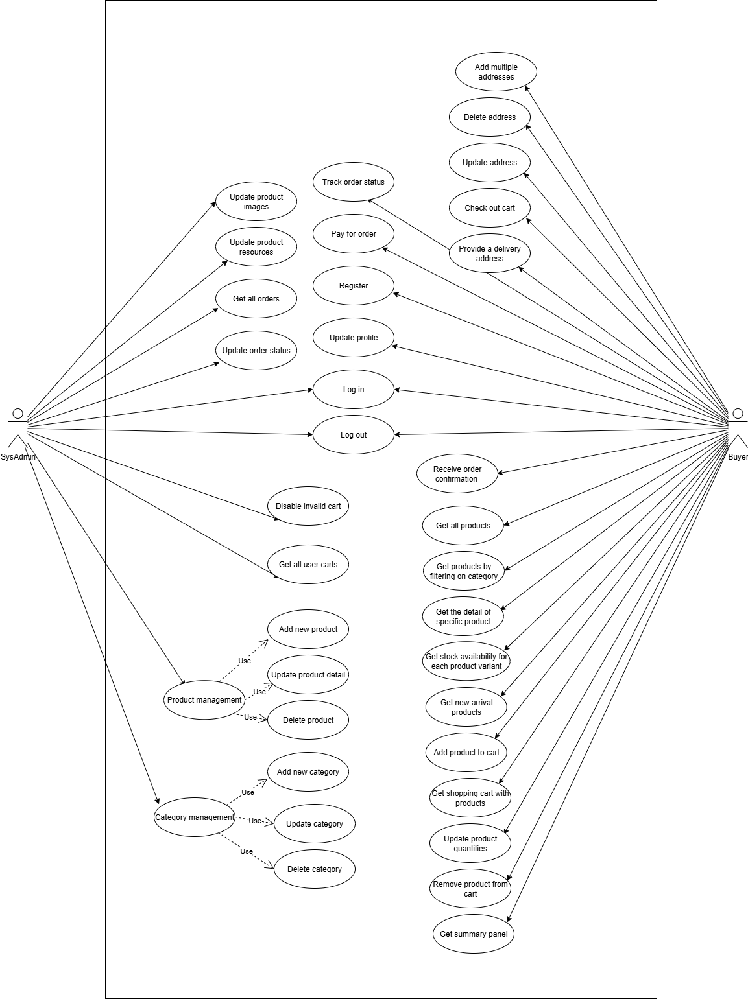 Add multiple
addresses
Delete address
Update address
Track order status
Update product
images
Check out cart
Pay for order
Update product
resources
Provide a delivery
address
Register
Get all orders
Update profile
Update order status
Log in
Log out
SysAdmin
Buyer
Receive order
confirmation
Disable invalid cart
Get all products
Get all user carts
Get products by
filtering on category
Get the detail of
specific product
Add new product
Use
Get stock availability for
each product variant
Update product detail
Use
Product management
Get new arrival
products
Use
Delete product
Add product to cart
Add new category
Use
Get shopping cart with
products
Category management
Use
Update category
Update product
quantities
Use
Delete category
Remove product from
cart
Get summary panel